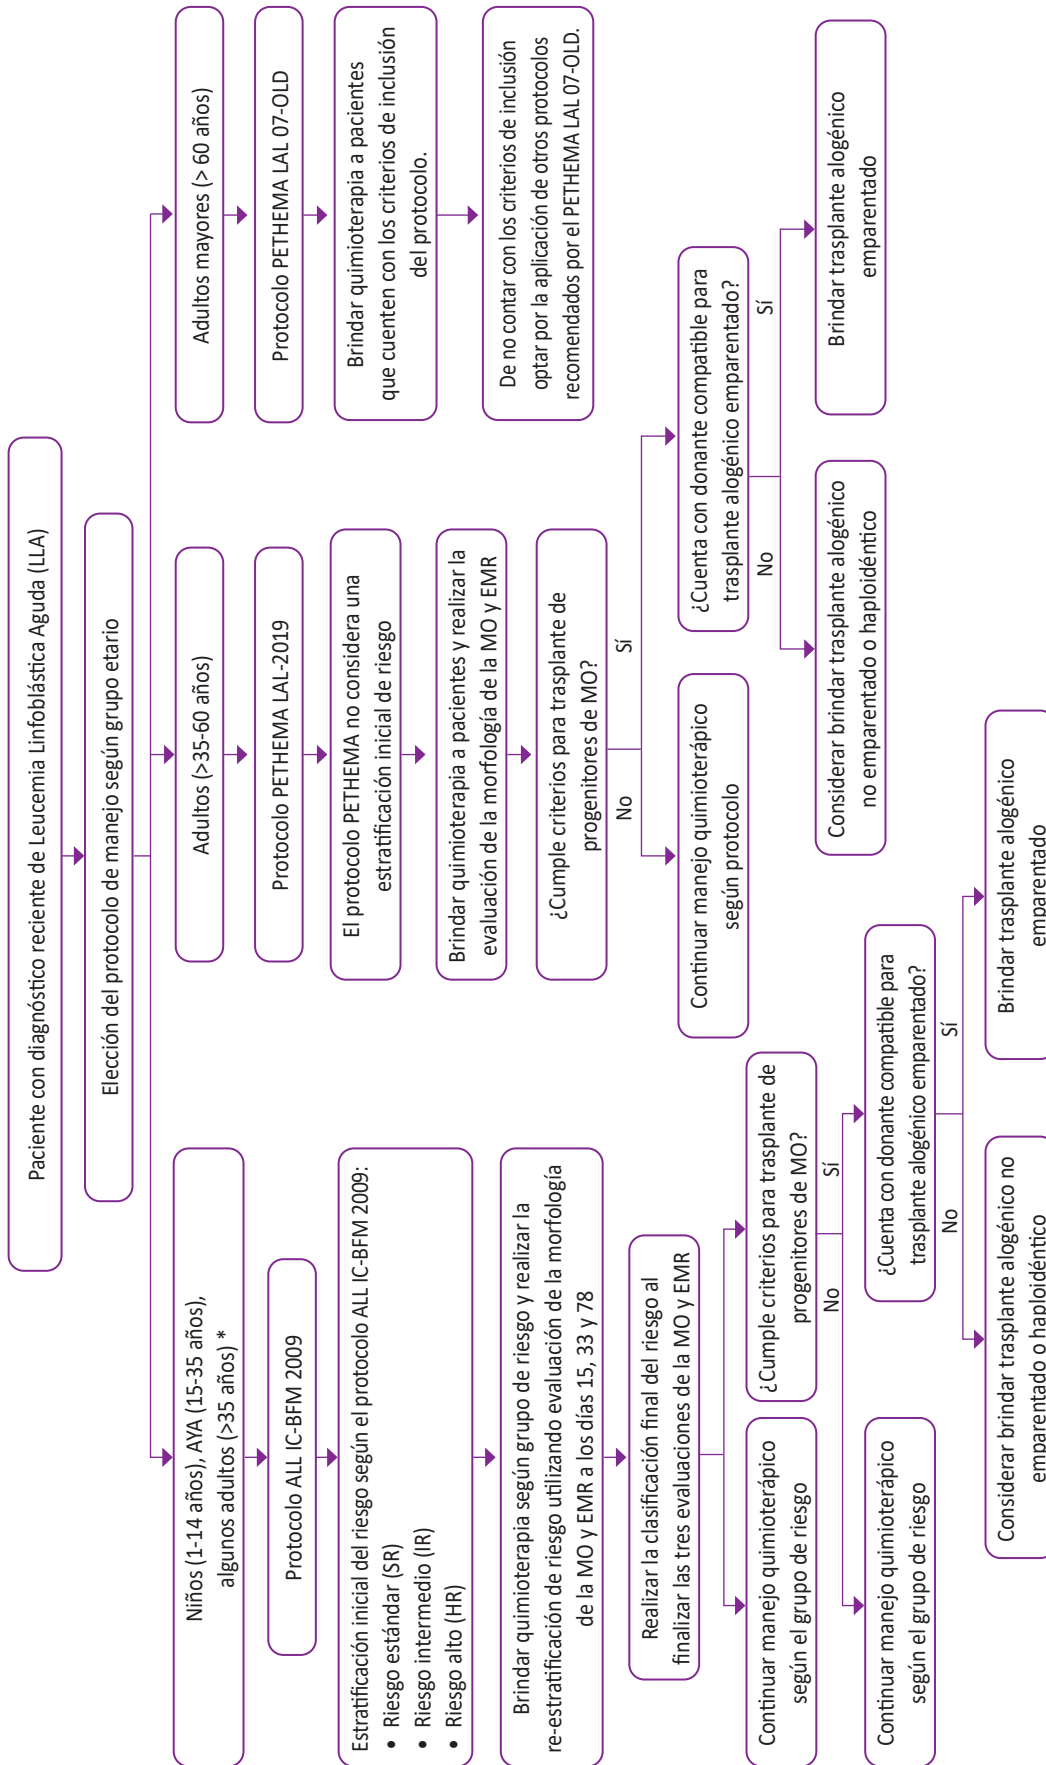 Paciente con diagnóstico reciente de Leucemia Linfoblástica Aguda (LLA)
Elección del protocolo de manejo según grupo etario
Niños (1-14 años), AYA (15-35 años),
algunos adultos (>35 años) *
Protocolo ALL IC-BFM 2009
Estratificación inicial del riesgo según el protocolo ALL IC-BFM 2009:
• Riesgo estándar (SR)
• Riesgo intermedio (IR)
• Riesgo alto (HR)
Brindar quimioterapia según grupo de riesgo y realizar la
re-estratificación de riesgo utilizando evaluación de la morfología
de la MO y EMR a los días 15, 33 y 78
Realizar la clasificación final del riesgo al
finalizar las tres evaluaciones de la MO y EMR
Continuar manejo quimioterápico
según el grupo de riesgo
¿Cumple criterios para trasplante de
progenitores de MO?
No
Sí
Continuar manejo quimioterápico
según el grupo de riesgo
¿Cuenta con donante compatible para
trasplante alogénico emparentado?
No
Sí
Considerar brindar trasplante alogénico no
emparentado o haploidéntico
Brindar trasplante alogénico
emparentado
Adultos (>35-60 años)
Protocolo PETHEMA LAL-2019
El protocolo PETHEMA no considera una
estratificación inicial de riesgo
Brindar quimioterapia a pacientes y realizar la
evaluación de la morfología de la MO y EMR
¿Cumple criterios para trasplante de
progenitores de MO?
No
Sí
Continuar manejo quimioterápico
según protocolo
¿Cuenta con donante compatible para
trasplante alogénico emparentado?
No
Sí
Considerar brindar trasplante alogénico
no emparentado o haploidéntico
Brindar trasplante alogénico
emparentado
Adultos mayores (> 60 años)
Protocolo PETHEMA LAL 07-OLD
Brindar quimioterapia a pacientes
que cuenten con los criterios de inclusión
del protocolo.
De no contar con los criterios de inclusión
optar por la aplicación de otros protocolos
recomendados por el PETHEMA LAL 07-OLD.